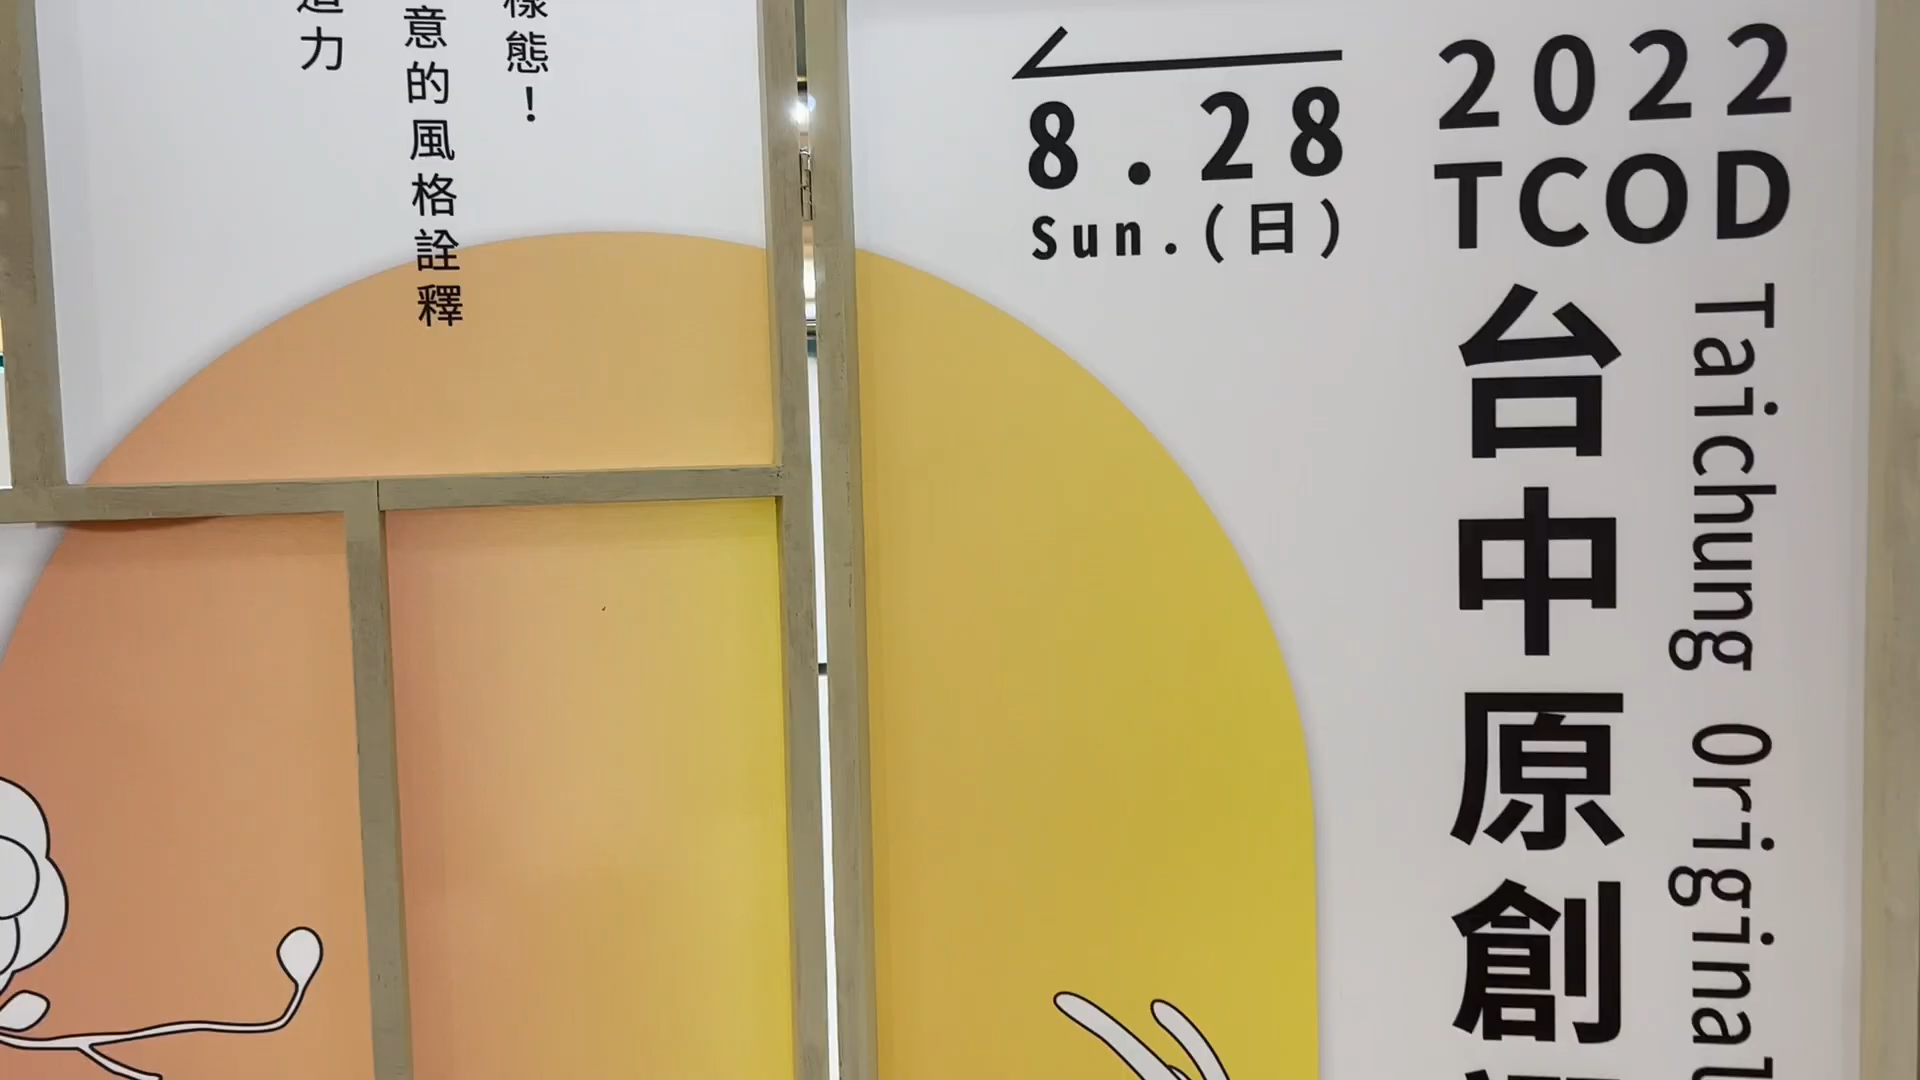 2022
TCOD
Taichung Original
台中原創
8.28
Sun.(日)
樣態！
意的風格詮釋
造力